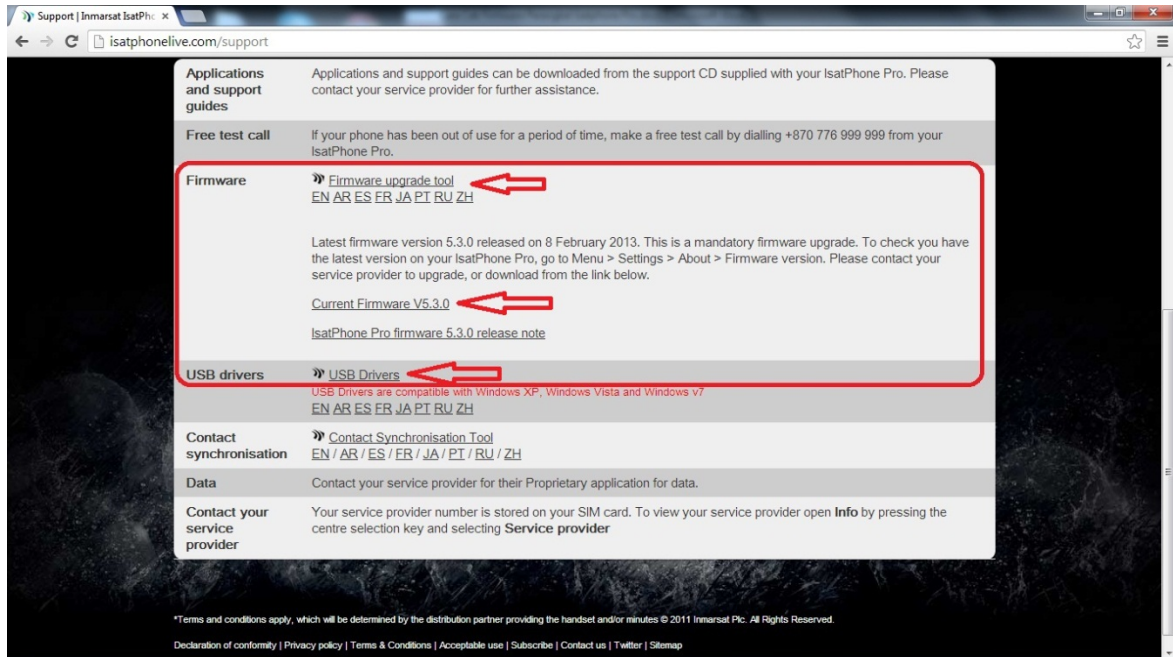 Support | Inmarsat IsatPho
isatphonelive.com/support
Applications
and support
guides
Applications and support guides can be downloaded from the support CD supplied with your IsatPhone Pro. Please
contact your service provider for further assistance.
Free test call
If your phone has been out of use for a period of time, make a free test call by dialling +870 776 999 999 from your
IsatPhone Pro.
Firmware
Firmware upgrade tool
EN AR ES FR JA PT RU ZH
Latest firmware version 5.3.0 released on 8 February 2013. This is a mandatory firmware upgrade. To check you have
the latest version on your IsatPhone Pro, go to Menu > Settings > About > Firmware version. Please contact your
service provider to upgrade, or download from the link below.
Current Firmware V5.3.0
IsatPhone Pro firmware 5.3.0 release note
USB drivers
USB Drivers
USB Drivers are compatible with Windows XP, Windows Vista and Windows v7
EN AR ES FR JA PT RU ZH
Contact
synchronisation
Contact Synchronisation Tool
EN / AR / ES / FR / JA / PT / RU / ZH
Data
Contact your service provider for their Proprietary application for data.
Contact your
service
provider
Your service provider number is stored on your SIM card. To view your service provider open Info by pressing the
centre selection key and selecting Service provider
*Terms and conditions apply, which will be determined by the distribution partner providing the handset and/or minutes © 2011 Inmarsat Plc. All Rights Reserved.
Declaration of conformity | Privacy policy | Terms & Conditions | Acceptable use | Subscribe | Contact us | Twitter | Sitemap